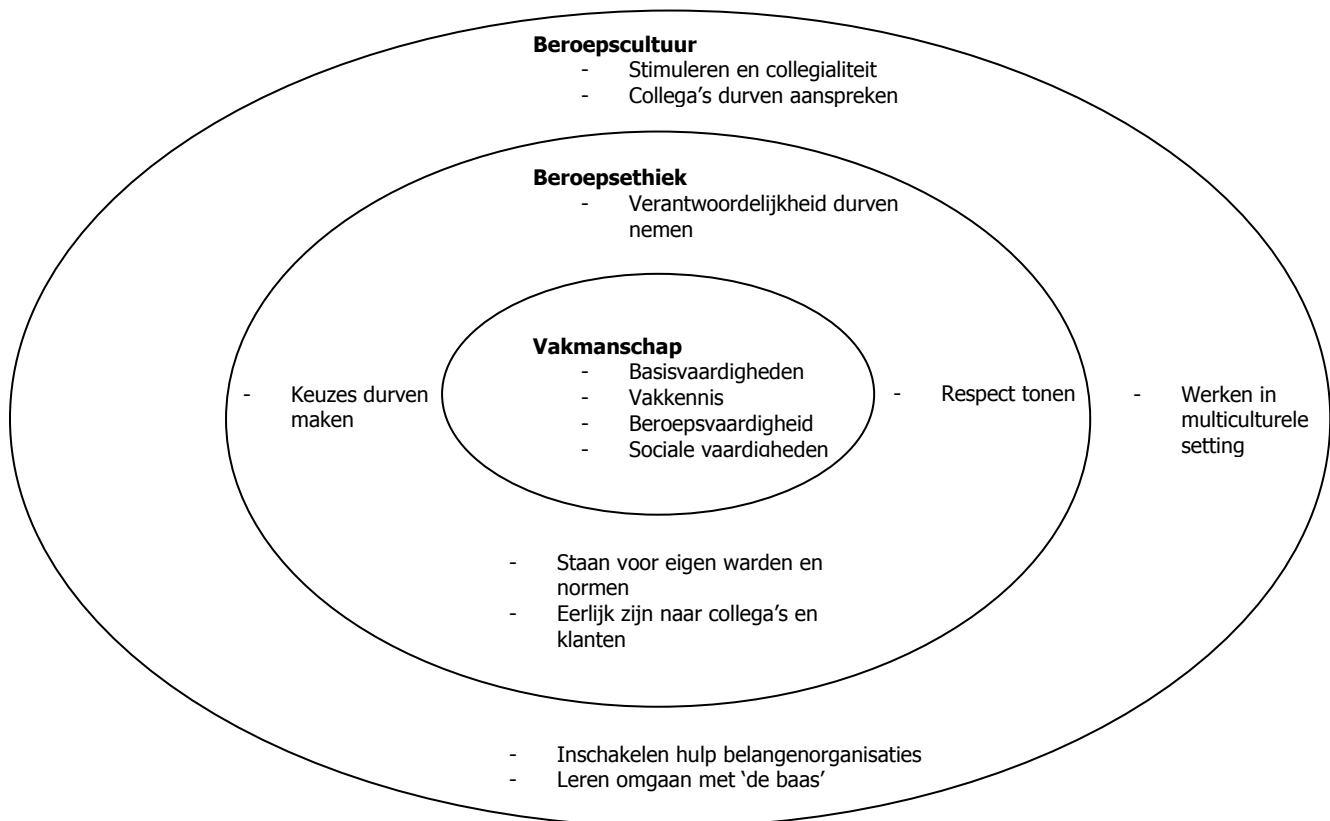 Beroepscultuur
- Stimuleren en collegialiteit
- Collega's durven aanspreken
Beroepsethiek
- Verantwoordelijkheid durven
nemen
Vakmanschap
- Basisvaardigheden
- Vakkennis
- Beroepsvaardigheid
- Sociale vaardigheden
- Keuzes durven
maken
- Respect tonen
- Werken in
multiculturele
setting
- Staan voor eigen warden en
normen
- Eerlijk zijn naar collega's en
klanten
- Inschakelen hulp belangenorganisaties
- Leren omgaan met 'de baas'